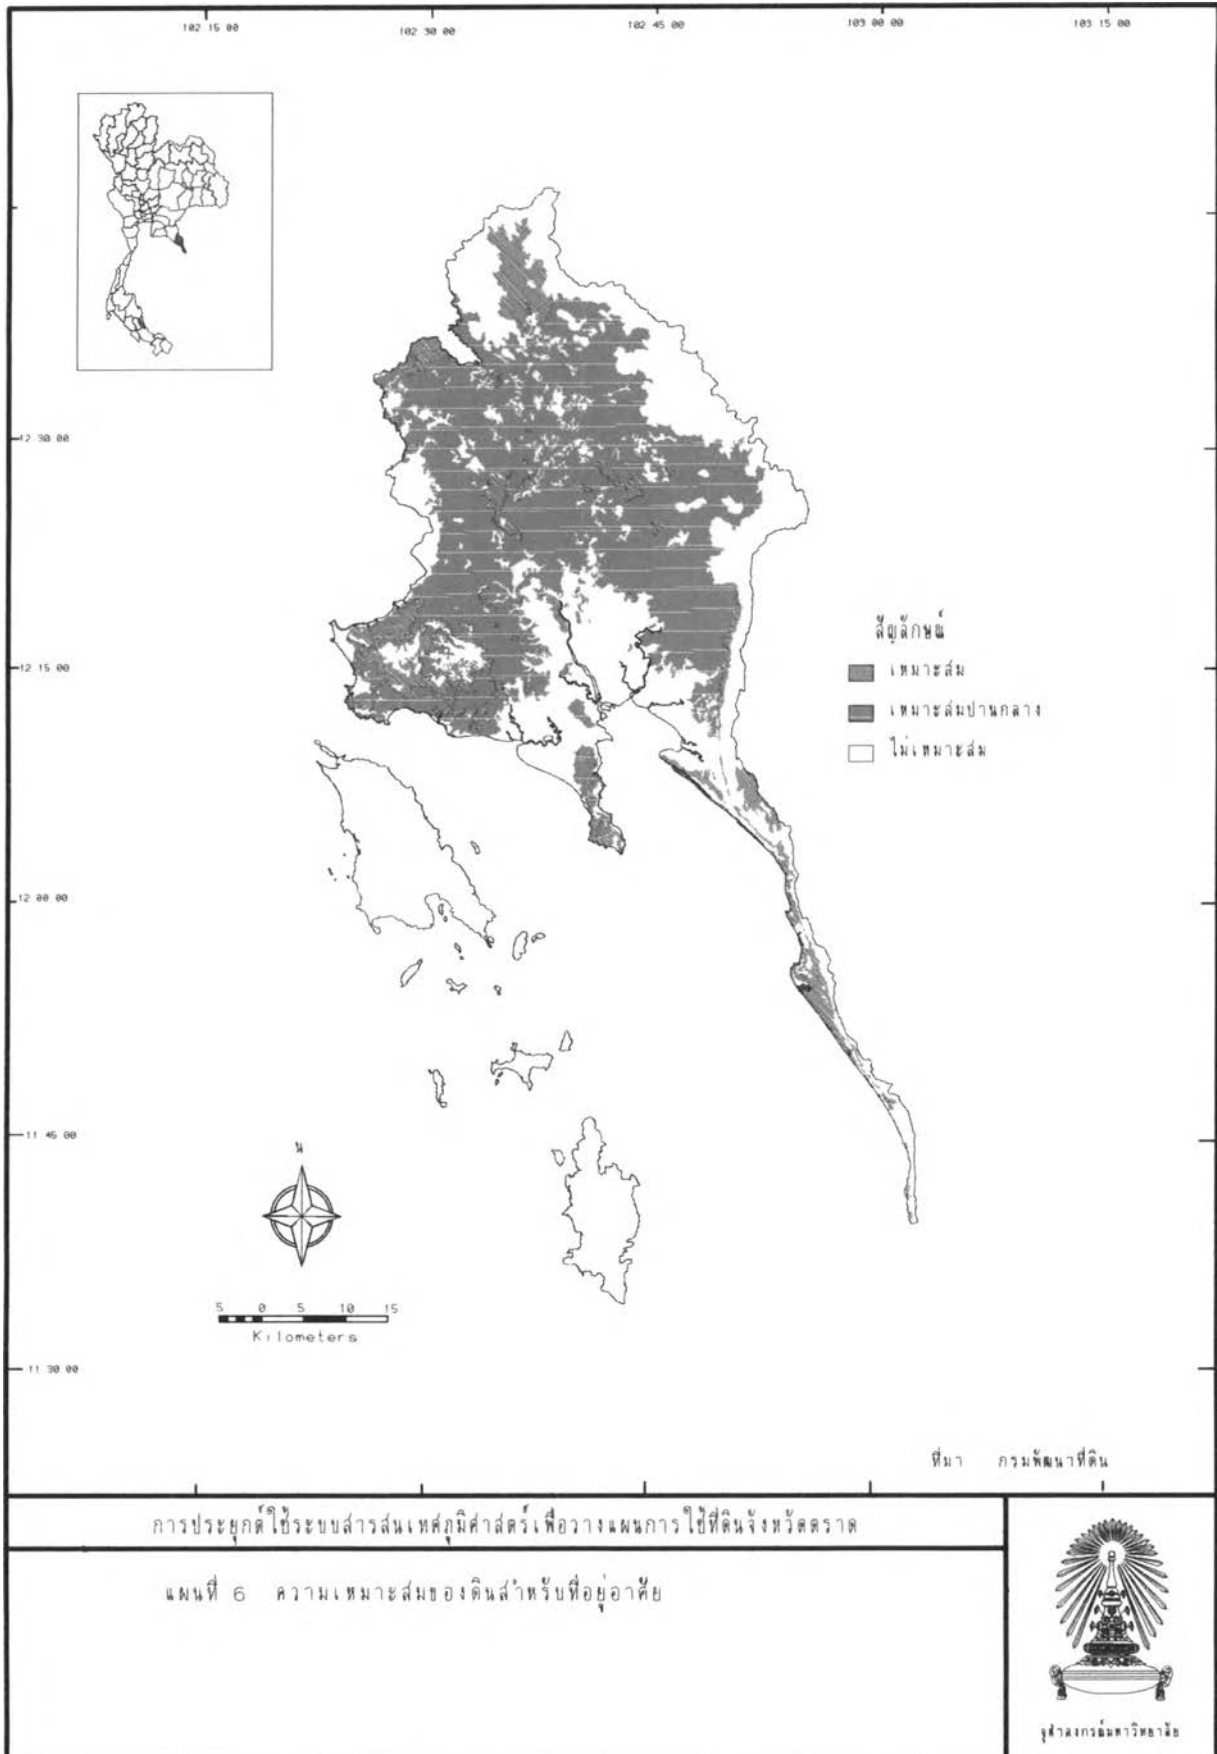 102 15 00
102 30 00
102 45 00
103 00 00
103 15 00
12 30 00
12 15 00
12 00 00
11 45 00
11 30 00
สัญลักษณ์
เหมาะสม
เหมาะสมปานกลาง
ไม่เหมาะสม
น
5 0 5 10 15
Kilometers
ที่มา กรมพัฒนาที่ดิน
การประยุกต์ใช้ระบบสารสนเทศภูมิศาสตร์เพื่อวางแผนการใช้ที่ดินจังหวัดตราด
แผนที่ 6 ความเหมาะสมของดินสำหรับที่อยู่อาศัย
จุฬาลงกรณ์มหาวิทยาลัย